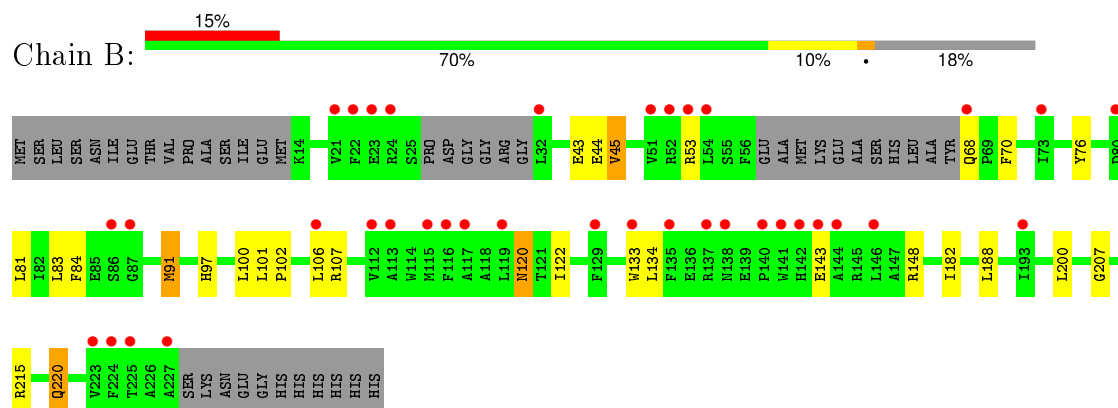 15%
Chain B:
70% 10% • 18%
MET SER LEU SER ASN ILE GLU THR VAL PRO ALA SER ILE GLU MET K14 V21 F22 E23 R24 S25 PRO ASP GLY GLY ARG GLY L32 E43 E44 V45 V51 R52 R53 L54 S55 F56 GLU ALA MET LYS GLU ALA SER HIS LEU ALA TYR Q68 P69 F70 I73 Y76
L81 I82 L83 F84 E85 S86 G87 M91 H97 L100 L101 P102 L106 R107 V112 A113 W114 M115 F116 A117 A118 L119 N120 T121 I122 F129 W133 L134 F135 E136 R137 N138 E139 P140 W141 H142 E143 A144 R145 L146 A147 R148 I182 L188 I193 L200 G207
R215 Q220 V223 F224 T225 A226 A227 SER LYS ASN GLU GLY HIS HIS HIS HIS HIS HIS